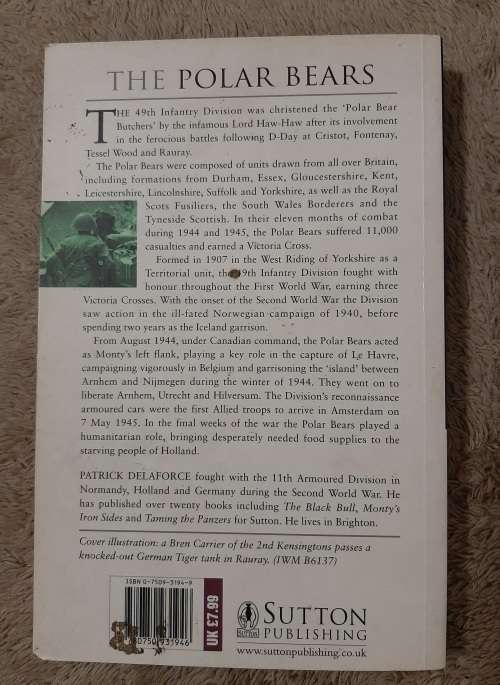 THE POLAR BEARS
THE 49th Infantry Division was christened the 'Polar Bear
Butchers' by the infamous Lord Haw-Haw after its involvement
in the ferocious battles following D-Day at Cristot, Fontenay,
Tessel Wood and Rauray.
The Polar Bears were composed of units drawn from all over Britain,
including formations from Durham, Essex, Gloucestershire, Kent,
Leicestershire, Lincolnshire, Suffolk and Yorkshire, as well as the Royal
Scots Fusiliers, the South Wales Borderers and the
Tyneside Scottish. In their eleven months of combat
during 1944 and 1945, the Polar Bears suffered 11,000
casualties and earned a Victoria Cross.
Formed in 1907 in the West Riding of Yorkshire as a
Territorial unit, the 49th Infantry Division fought with
honour throughout the First World War, earning three
Victoria Crosses. With the onset of the Second World War the Division
saw action in the ill-fated Norwegian campaign of 1940, before
spending two years as the Iceland garrison.
From August 1944, under Canadian command, the Polar Bears acted
as Monty's left flank, playing a key role in the capture of Le Havre,
campaigning vigorously in Belgium and garrisoning the 'island' between
Arnhem and Nijmegen during the winter of 1944. They went on to
liberate Arnhem, Utrecht and Hilversum. The Division's reconnaissance
armoured cars were the first Allied troops to arrive in Amsterdam on
7 May 1945. In the final weeks of the war the Polar Bears played a
humanitarian role, bringing desperately needed food supplies to the
starving people of Holland.
PATRICK DELAFORCE fought with the 11th Armoured Division in
Normandy, Holland and Germany during the Second World War. He
has published over twenty books including The Black Bull, Monty's
Iron Sides and Taming the Panzers for Sutton. He lives in Brighton.
Cover illustration: a Bren Carrier of the 2nd Kensingtons passes a
knocked-out German Tiger tank in Rauray. (IWM B6137)
ISBN 0-7509-3194-9
UK £7.99
SUTTON
PUBLISHING
www.suttonpublishing.co.uk